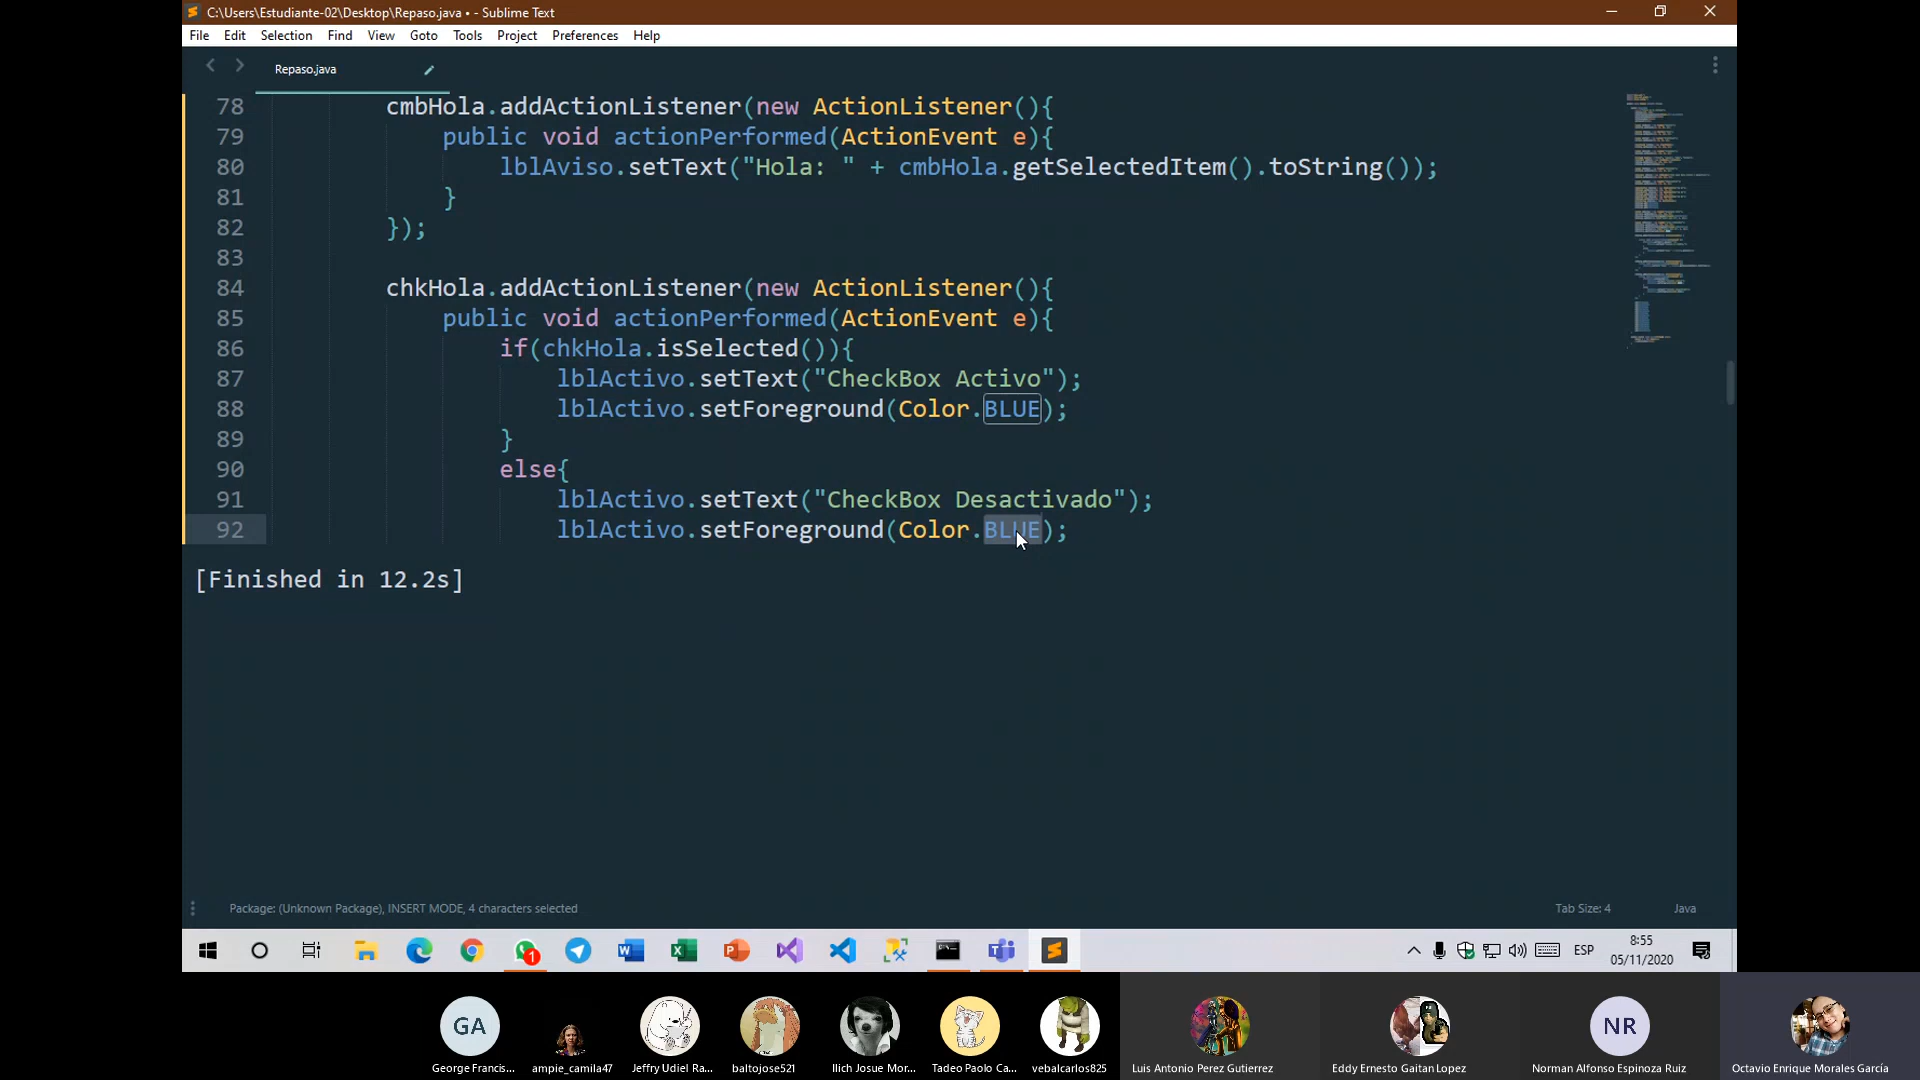 C:\Users\Estudiante-02\Desktop\Repaso.java • - Sublime Text
File Edit Selection Find View Goto Tools Project Preferences Help
Repaso.java
78 cmbHola.addActionListener(new ActionListener(){
79 public void actionPerformed(ActionEvent e){
80 lblAviso.setText("Hola: " + cmbHola.getSelectedItem().toString());
81 }
82 });
83
84 chkHola.addActionListener(new ActionListener(){
85 public void actionPerformed(ActionEvent e){
86 if(chkHola.isSelected()){
87 lblActivo.setText("CheckBox Activo");
88 lblActivo.setForeground(Color.BLUE);
89 }
90 else{
91 lblActivo.setText("CheckBox Desactivado");
92 lblActivo.setForeground(Color.BLUE);
[Finished in 12.2s]
Package: (Unknown Package), INSERT MODE, 4 characters selected Tab Size: 4 Java
1 ESP 8:55
05/11/2020
GA NR
George Francis... ampie_camila47 Jeffry Udiel Ra... baltojose521 Ilich Josue Mor... Tadeo Paolo Ca... vebalcarlos825 Luis Antonio Perez Gutierrez Eddy Ernesto Gaitan Lopez Norman Alfonso Espinoza Ruiz Octavio Enrique Morales García